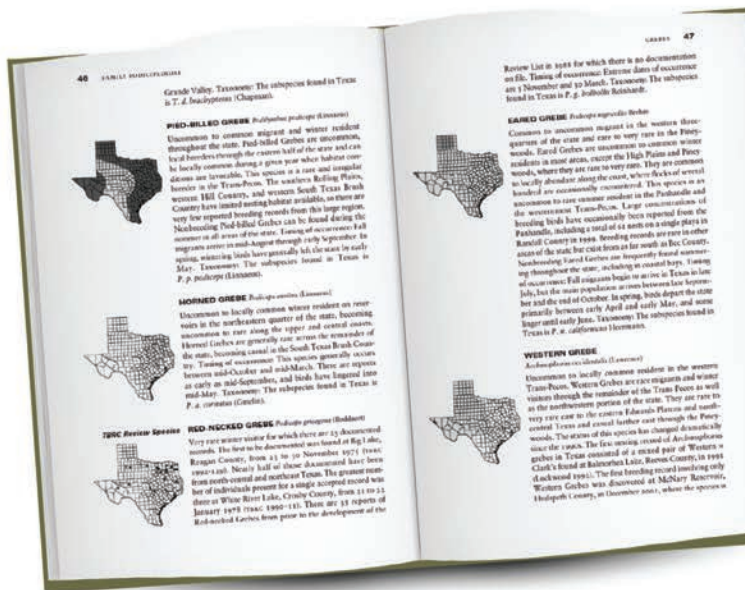 46 FAMILY PODICIPEDIDAE
Grande Valley. Taxonomy: The subspecies found in Texas
is T. d. brachypterus (Chapman).
PIED-BILLED GREBE Podilymbus podiceps (Linnaeus)
Uncommon to common migrant and winter resident
throughout the state. Pied-billed Grebes are uncommon,
local breeders through the eastern half of the state and can
be locally common during a given year when habitat con-
ditions are favorable. This species is a rare and irregular
breeder in the Trans-Pecos. The southern Rolling Plains,
western Hill Country, and western South Texas Brush
Country have limited nesting habitat available, so there are
very few reported breeding records from this large region.
Nonbreeding Pied-billed Grebes can be found during the
summer in all areas of the state. Timing of occurrence: Fall
migrants arrive in mid-August through early September. In
spring, wintering birds have generally left the state by early
May. Taxonomy: The subspecies found in Texas is
P. p. podiceps (Linnaeus).
HORNED GREBE Podiceps auritus (Linnaeus)
Uncommon to locally common winter resident on reser-
voirs in the northeastern quarter of the state, becoming
uncommon to rare along the upper and central coasts.
Horned Grebes are generally rare across the remainder of
the state, becoming casual in the South Texas Brush Coun-
try. Timing of occurrence: This species generally occurs
between mid-October and mid-March. There are reports
as early as mid-September, and birds have lingered into
mid-May. Taxonomy: The subspecies found in Texas is
P. a. cornutus (Gmelin).
TBRC Review Species RED-NECKED GREBE Podiceps grisegena (Boddaert)
Very rare winter visitor for which there are 23 documented
records. The first to be documented was found at Big Lake,
Reagan County, from 23 to 30 November 1975
Nearly half of those documented have been
from north-central and northeast Texas. The greatest num-
ber of individuals present for a single accepted record was
three at White River Lake, Crosby County, from 21 to 22
January 1978 There are 35 reports of
Red-necked Grebes from prior to the development of the
GREBES 47
Review List in 1988 for which there is no documentation
on file. Timing of occurrence: Extreme dates of occurrence
are 3 November and 30 March. Taxonomy: The subspecies
found in Texas is P. g. holbollii Reinhardt.
EARED GREBE Podiceps nigricollis Brehm
Common to uncommon migrant in the western three-
quarters of the state and rare to very rare in the Piney-
woods. Eared Grebes are uncommon to common winter
residents in most areas, except the High Plains and Piney-
woods, where they are rare to very rare. They are common
to locally abundant along the coast, where flocks of several
hundred are occasionally encountered. This species is an
uncommon to rare summer resident in the Panhandle and
the westernmost Trans-Pecos. Large concentrations of
breeding birds have occasionally been reported from the
Panhandle, including a total of 62 nests on a single playa in
Randall County in 1999. Breeding records are rare in other
areas of the state but exist from as far south as Bee County.
Nonbreeding Eared Grebes are frequently found summer-
ing throughout the state, including in coastal bays. Timing
of occurrence: Fall migrants begin to arrive in Texas in late
July, but the main population arrives between late Septem-
ber and the end of October. In spring, birds depart the state
primarily between early April and early May, and some
linger until early June. Taxonomy: The subspecies found in
Texas is P. n. californicus Heermann.
WESTERN GREBE
Aechmophorus occidentalis (Lawrence)
Uncommon to locally common resident in the western
Trans-Pecos. Western Grebes are rare migrants and winter
visitors through the remainder of the Trans-Pecos as well
as the northwestern portion of the state. They are rare to
very rare east to the eastern Edwards Plateau and north-
central Texas and casual farther east through the Piney-
woods. The status of this species has changed dramatically
since the 1990s. The first nesting record of Aechmophorus
grebes in Texas consisted of a mixed pair of Western ×
Clark's found at Balmorhea Lake, Reeves County, in 1992
(Lockwood 1992). The first breeding record involving only
Western Grebes was discovered at McNary Reservoir,
Hudspeth County, in December 2001, where the species is